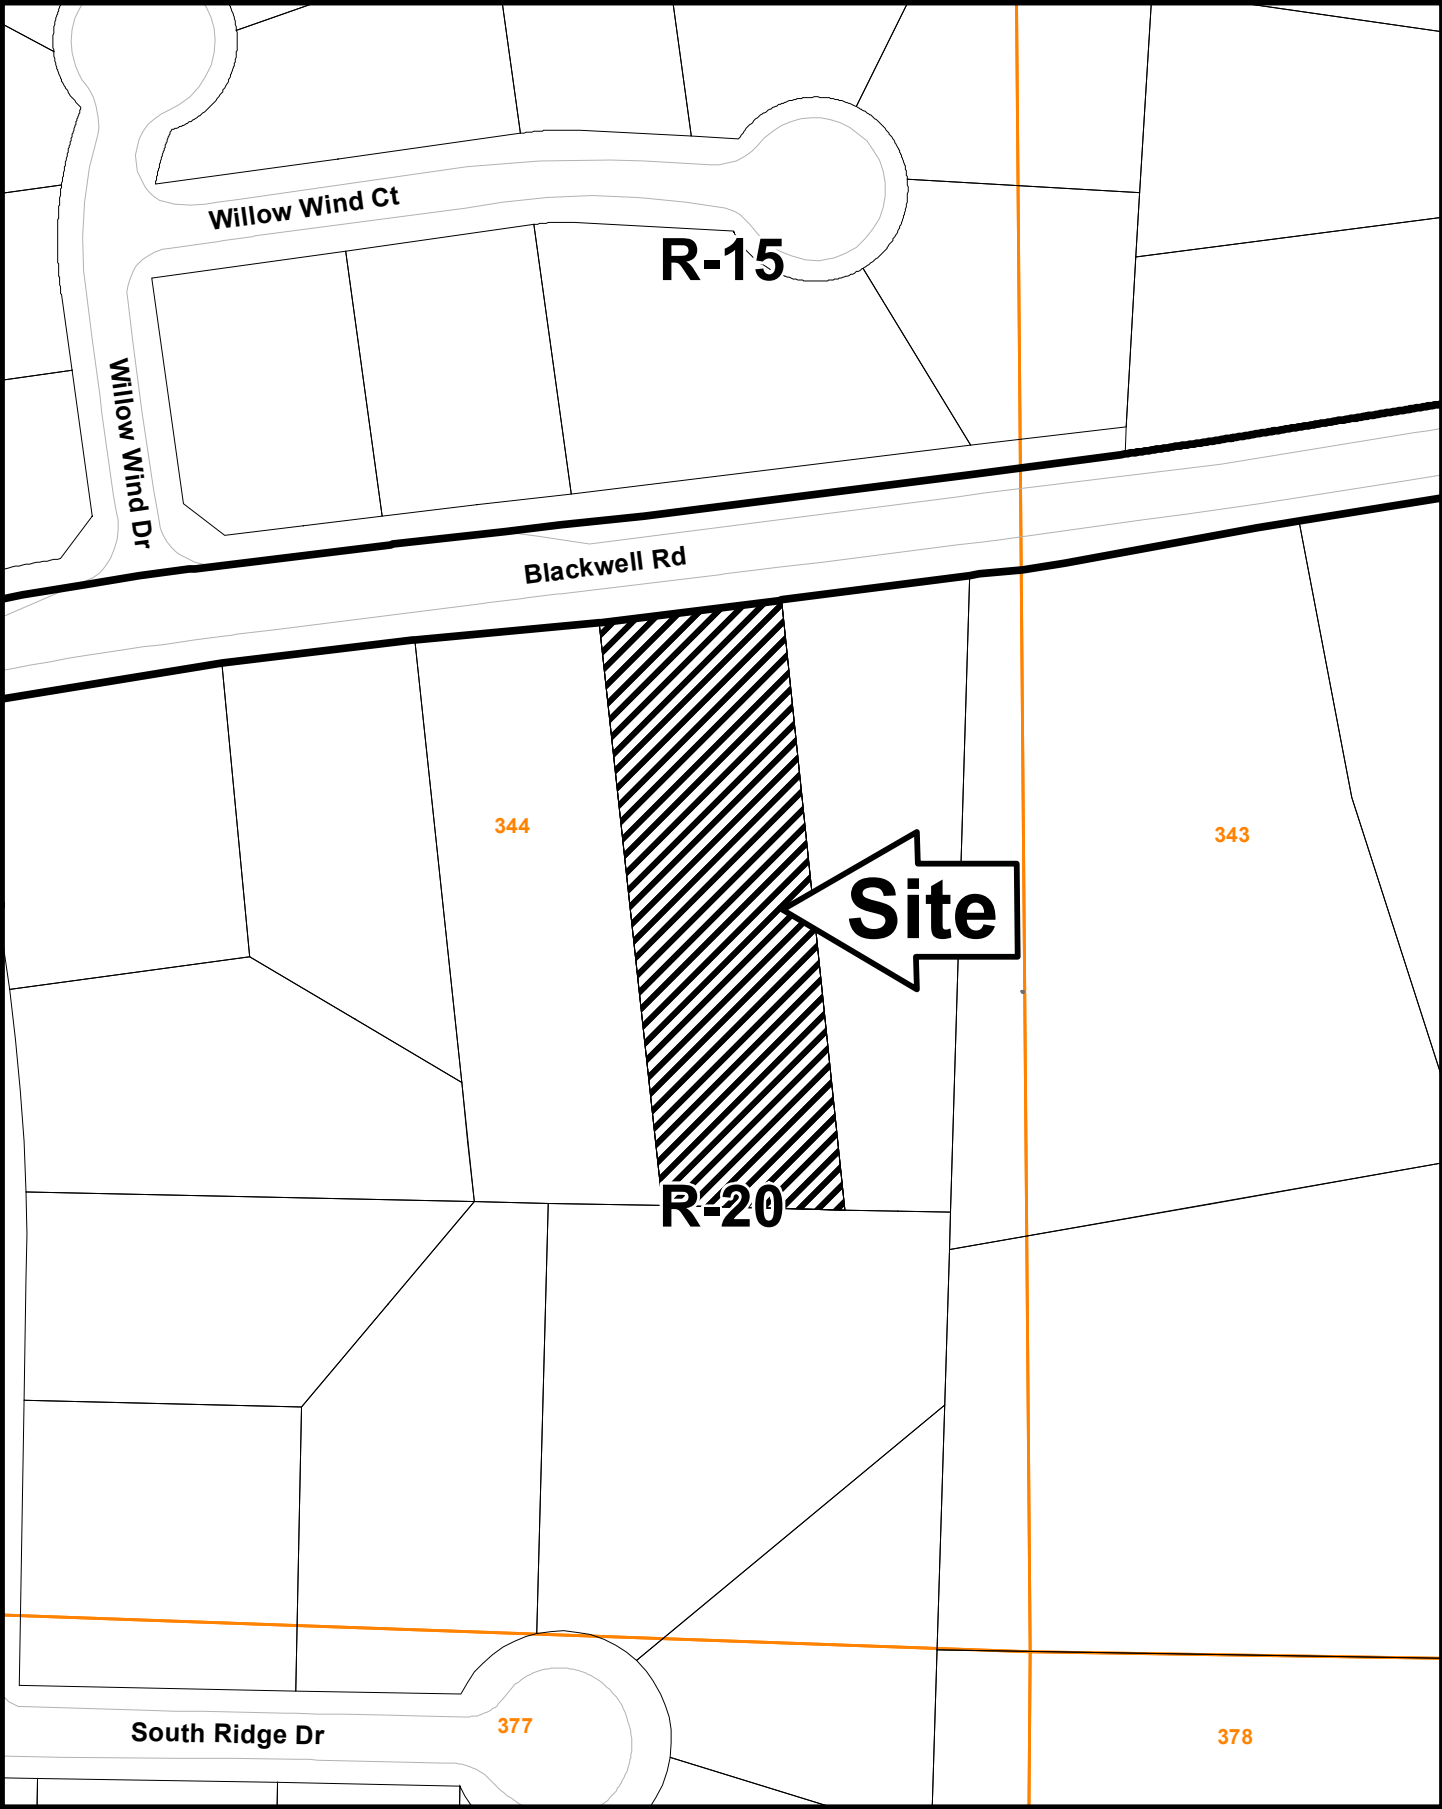 Willow Wind Ct
R-15
Willow Wind Dr
Blackwell Rd
344
343
Site
R-20
South Ridge Dr
377
378